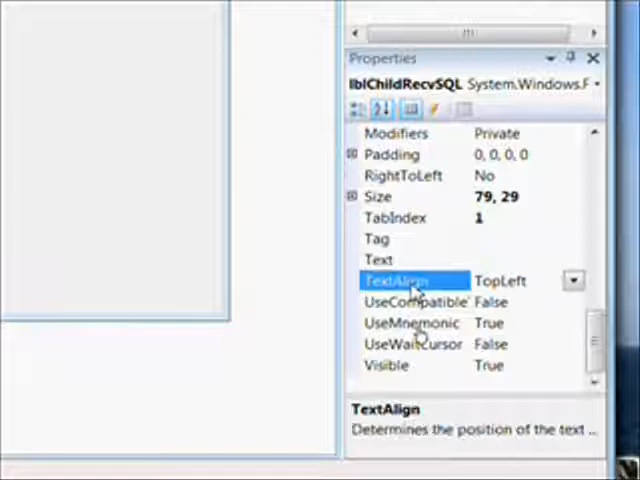 Properties
lblChildRecvSQL System.Windows.F
Modifiers Private
Padding 0, 0, 0, 0
RightToLeft No
Size 79, 29
TabIndex 1
Tag
Text
TextAlign TopLeft
UseCompatible False
UseMnemonic True
UseWaitCursor False
Visible True
TextAlign
Determines the position of the text ...